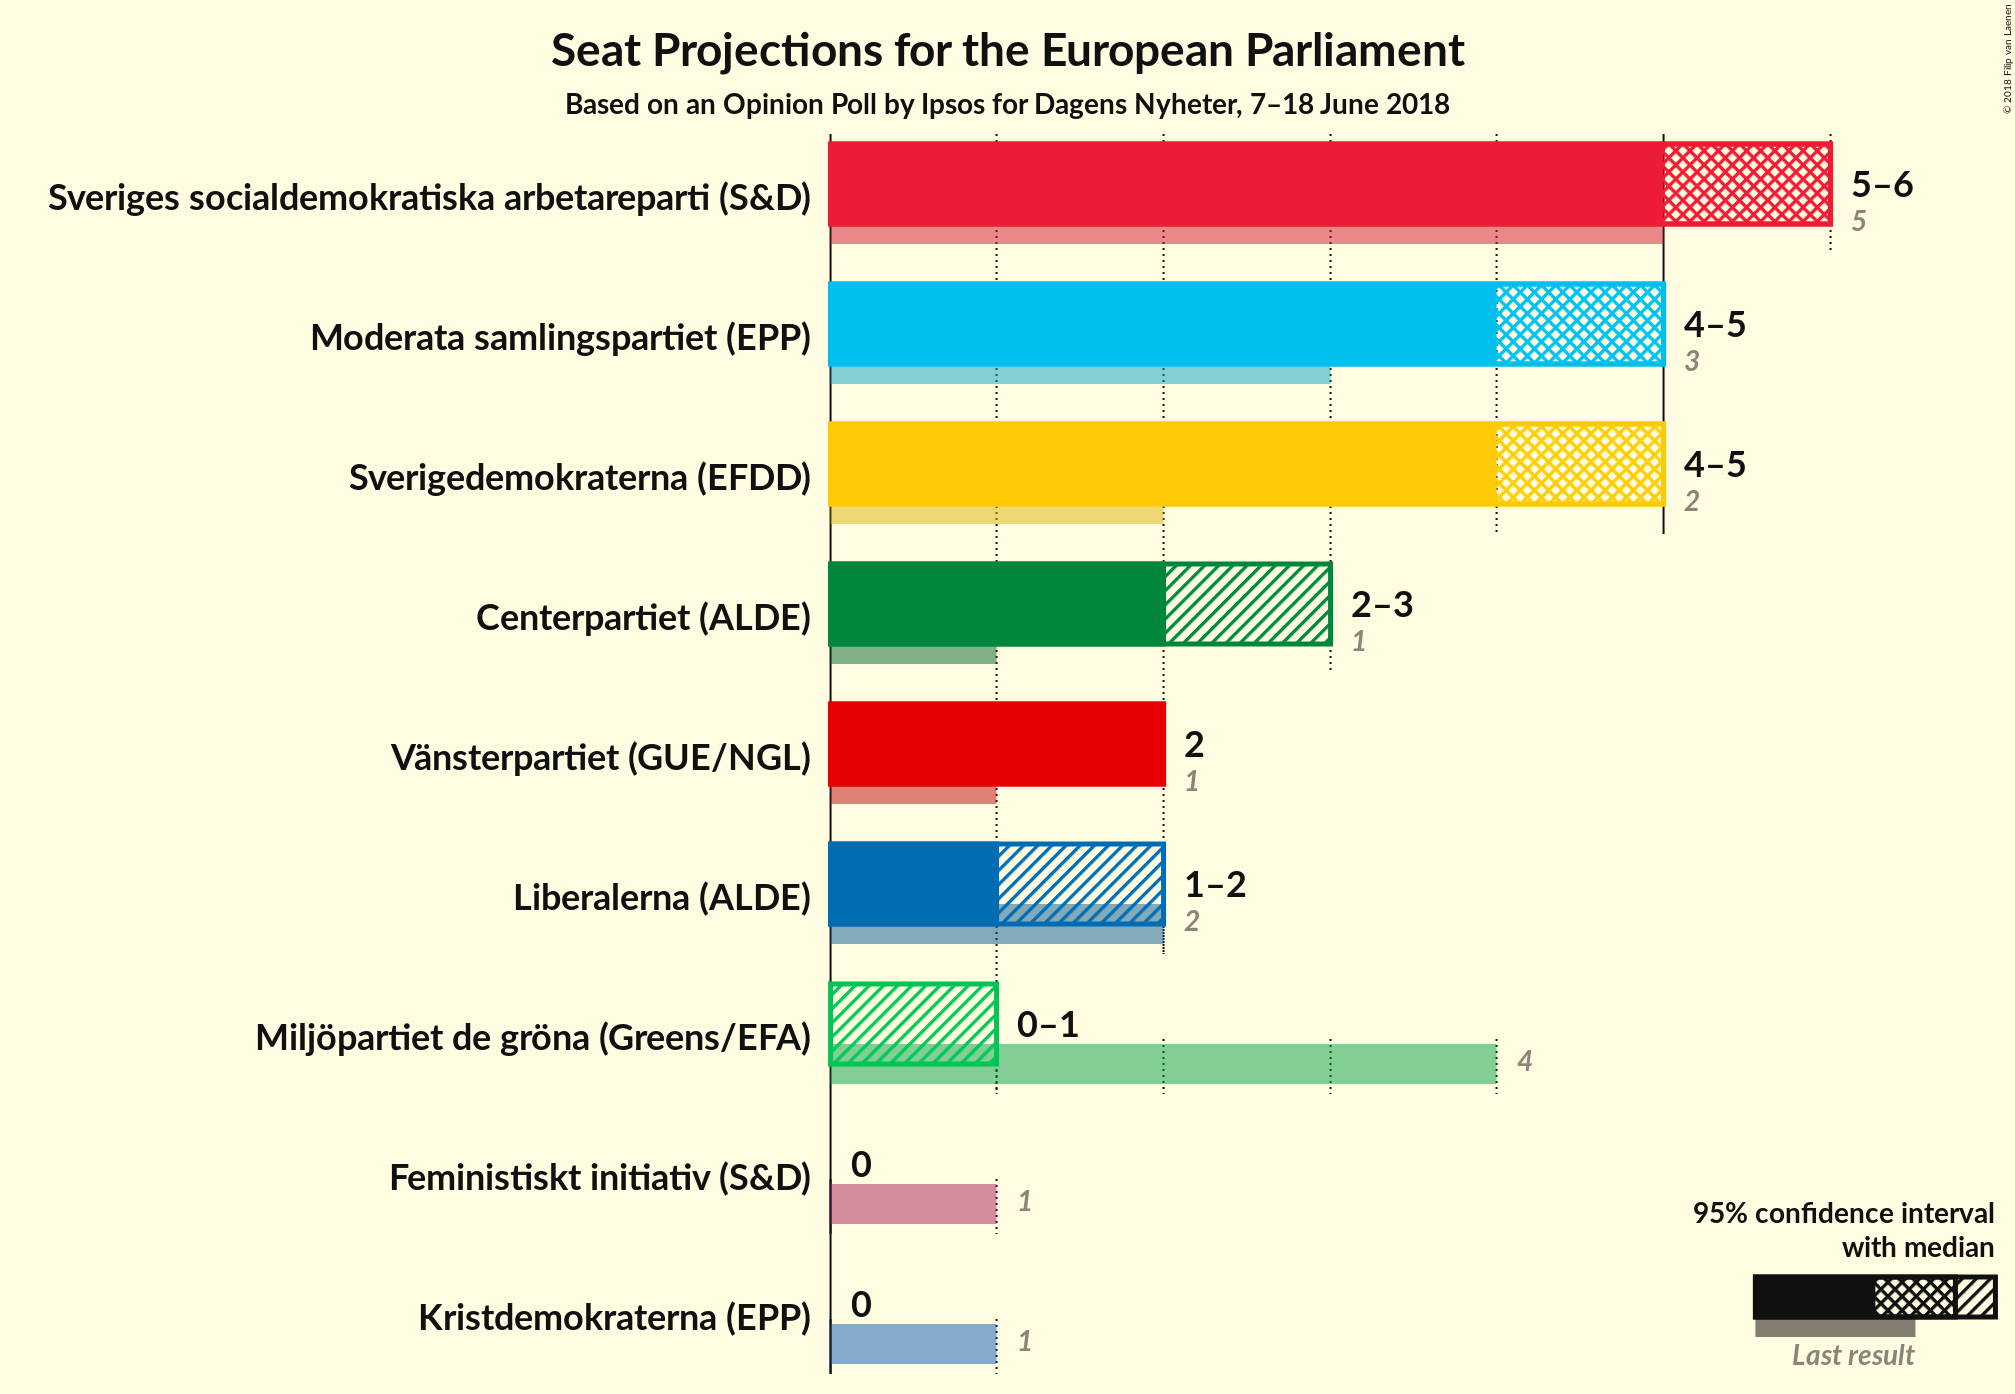 Seat Projections for the European Parliament
Based on an Opinion Poll by Ipsos for Dagens Nyheter, 7–18 June 2018
© 2018 Filip van Laenen
Sveriges socialdemokratiska arbetareparti (S&D)
5–6
5
Moderata samlingspartiet (EPP)
4–5
3
Sverigedemokraterna (EFDD)
4–5
2
Centerpartiet (ALDE)
2–3
1
Vänsterpartiet (GUE/NGL)
2
1
Liberalerna (ALDE)
1–2
2
Miljöpartiet de gröna (Greens/EFA)
0–1
4
Feministiskt initiativ (S&D)
0
1
Kristdemokraterna (EPP)
0
1
95% confidence interval
with median
Last result